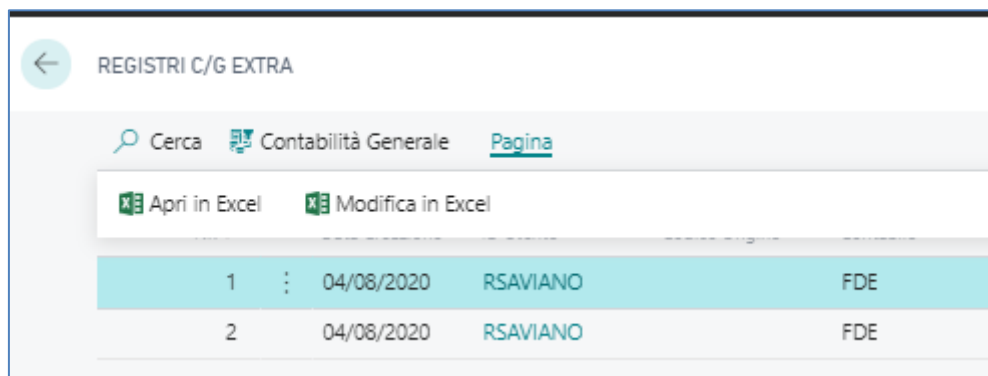 REGISTRI C/G EXTRA
Cerca Contabilità Generale Pagina
Apri in Excel Modifica in Excel
1 04/08/2020 RSAVIANO FDE
2 04/08/2020 RSAVIANO FDE